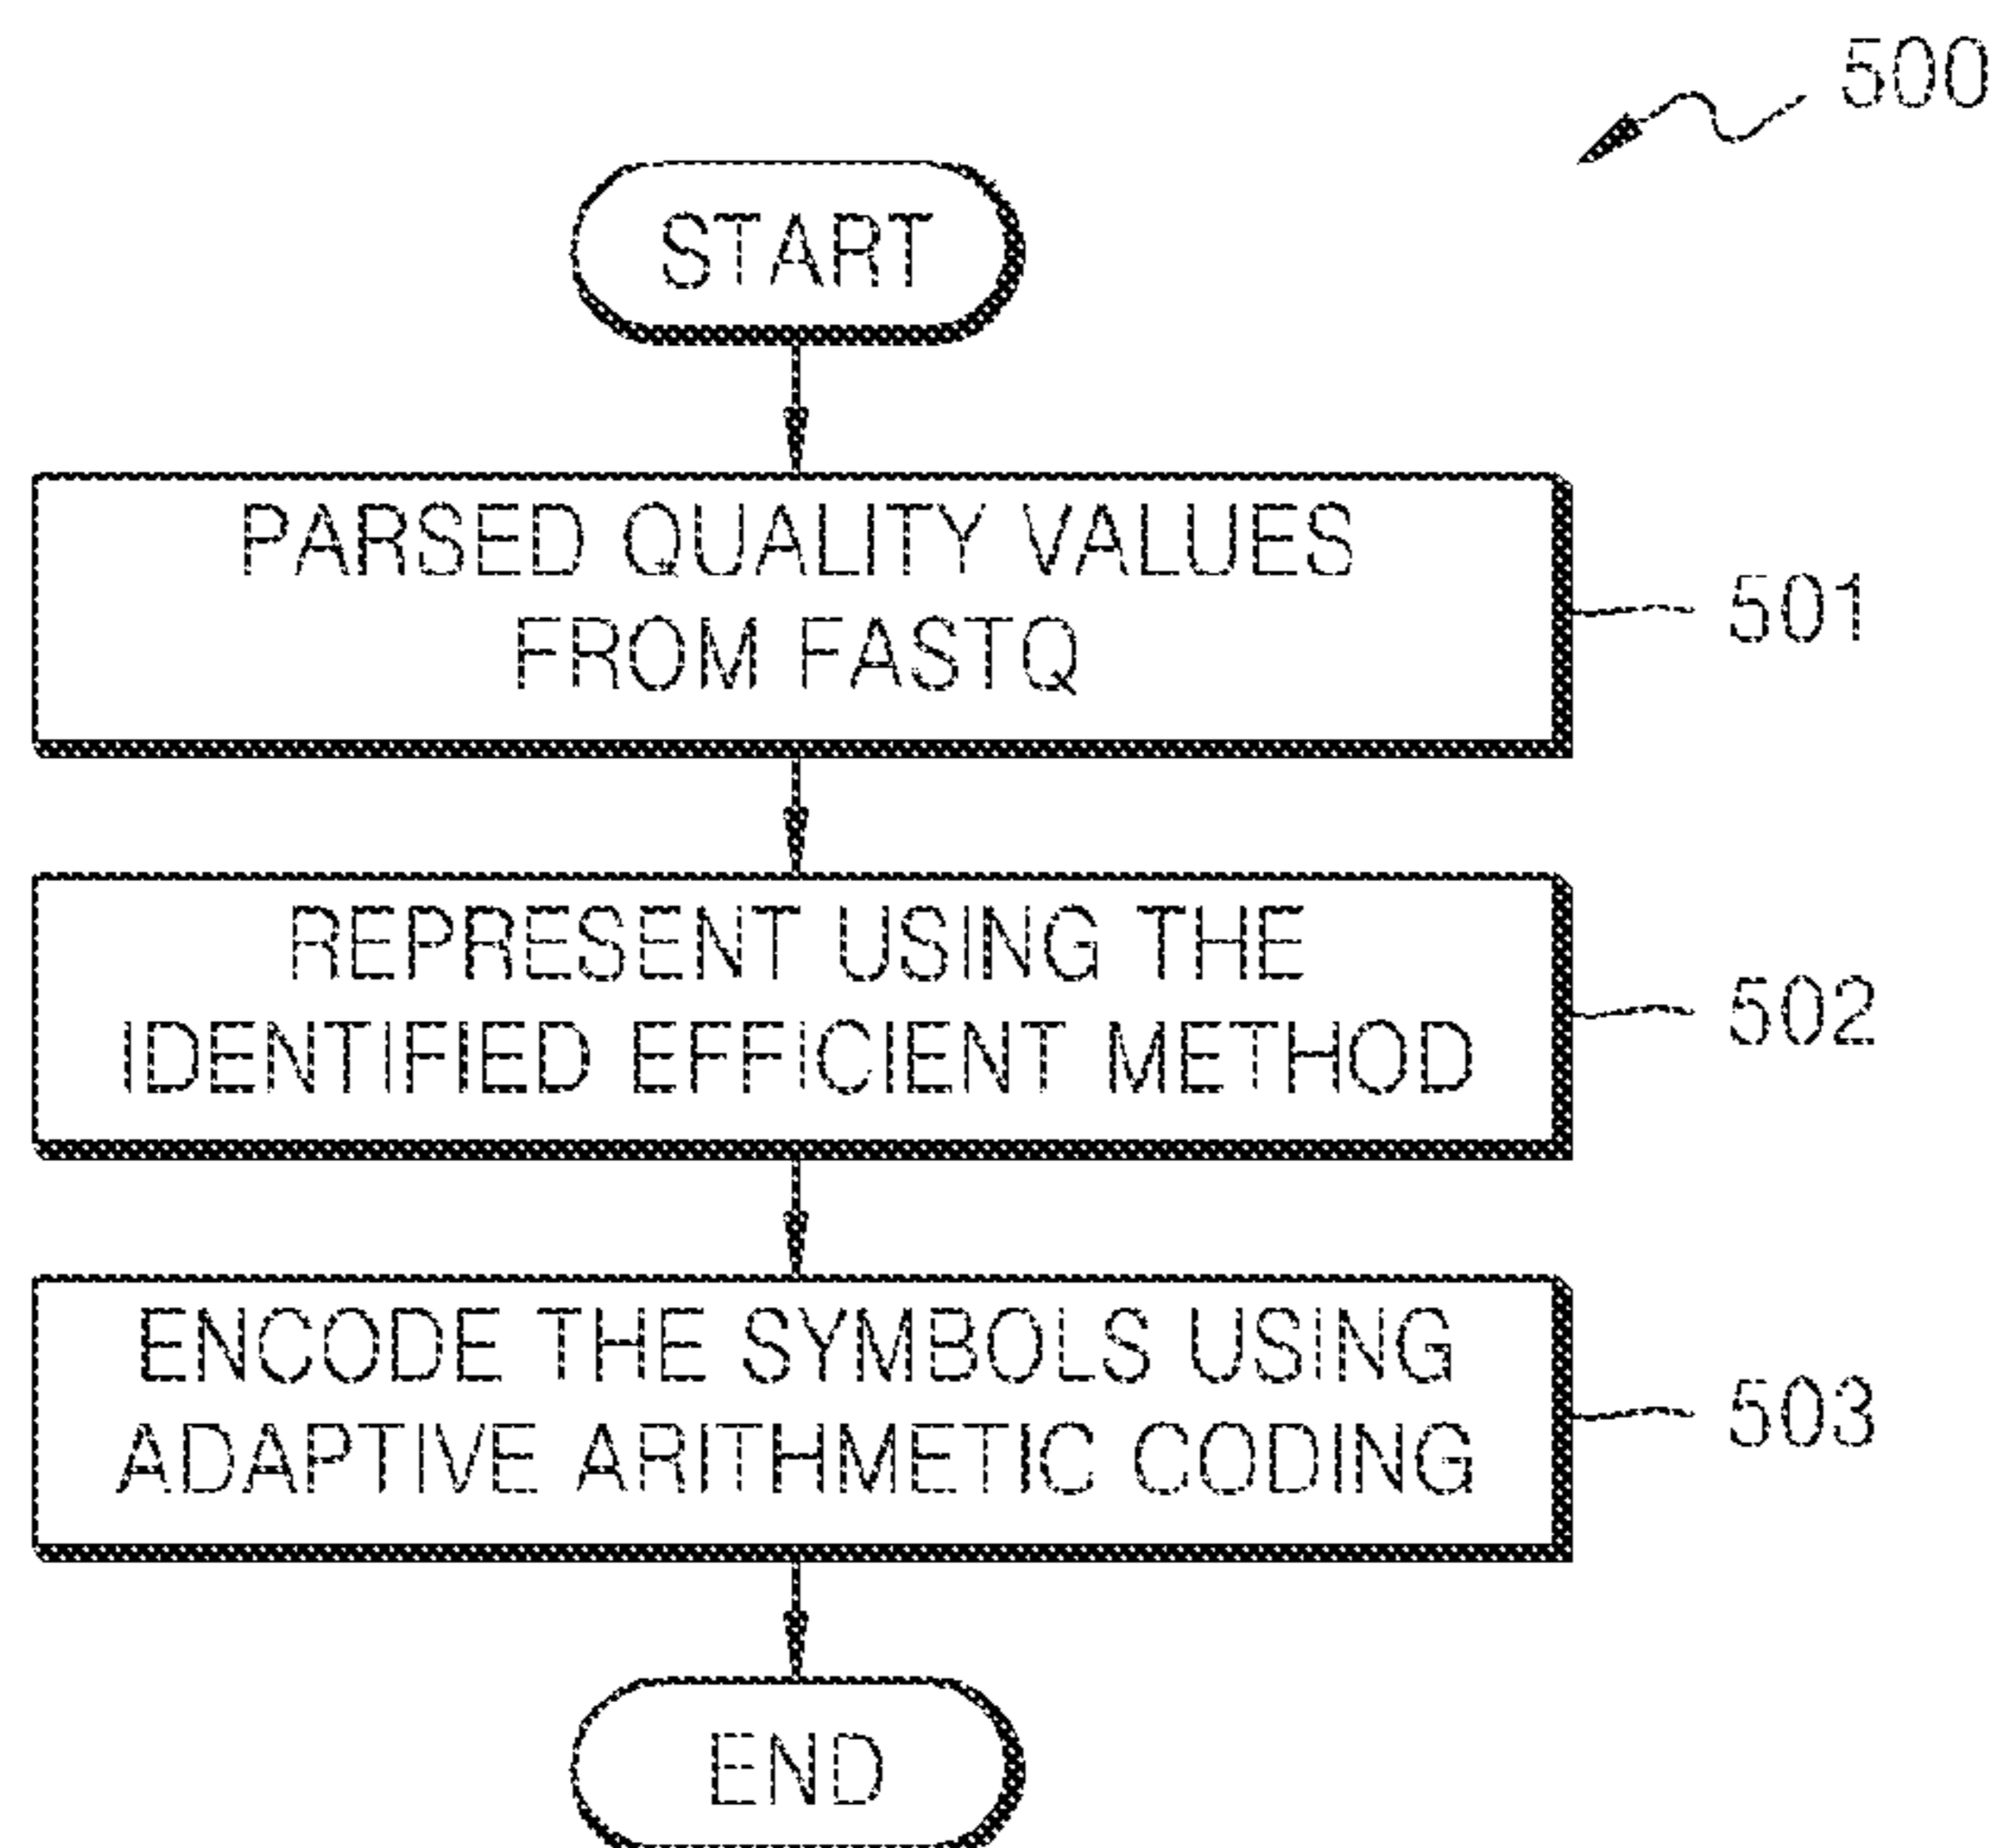 500
START
PARSED QUALITY VALUES
FROM FASTQ
501
REPRESENT USING THE
IDENTIFIED EFFICIENT METHOD
502
ENCODE THE SYMBOLS USING
ADAPTIVE ARITHMETIC CODING
503
END